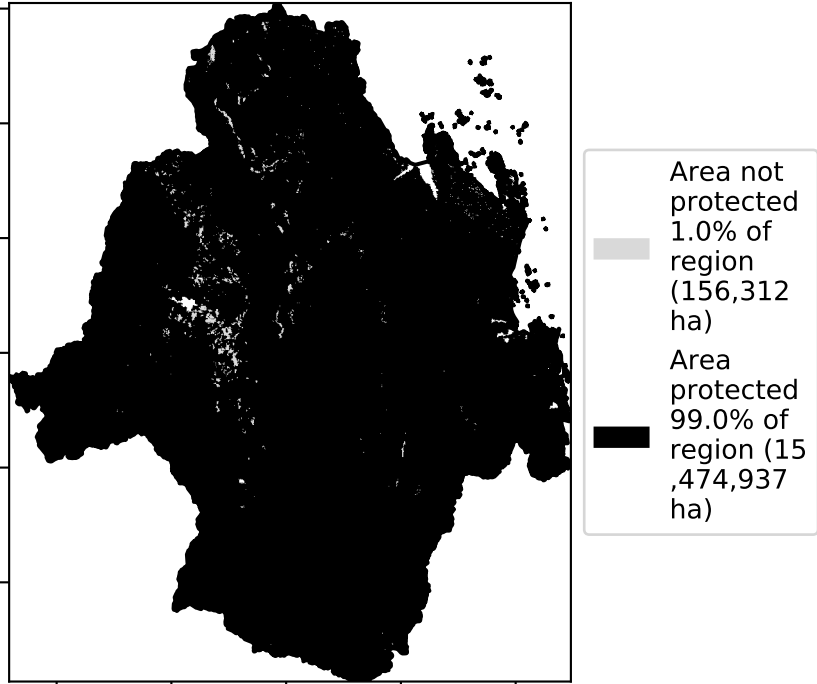 Area not
protected
1.0% of
region
(156,312
ha)
Area
protected
99.0% of
region (15
,474,937
ha)